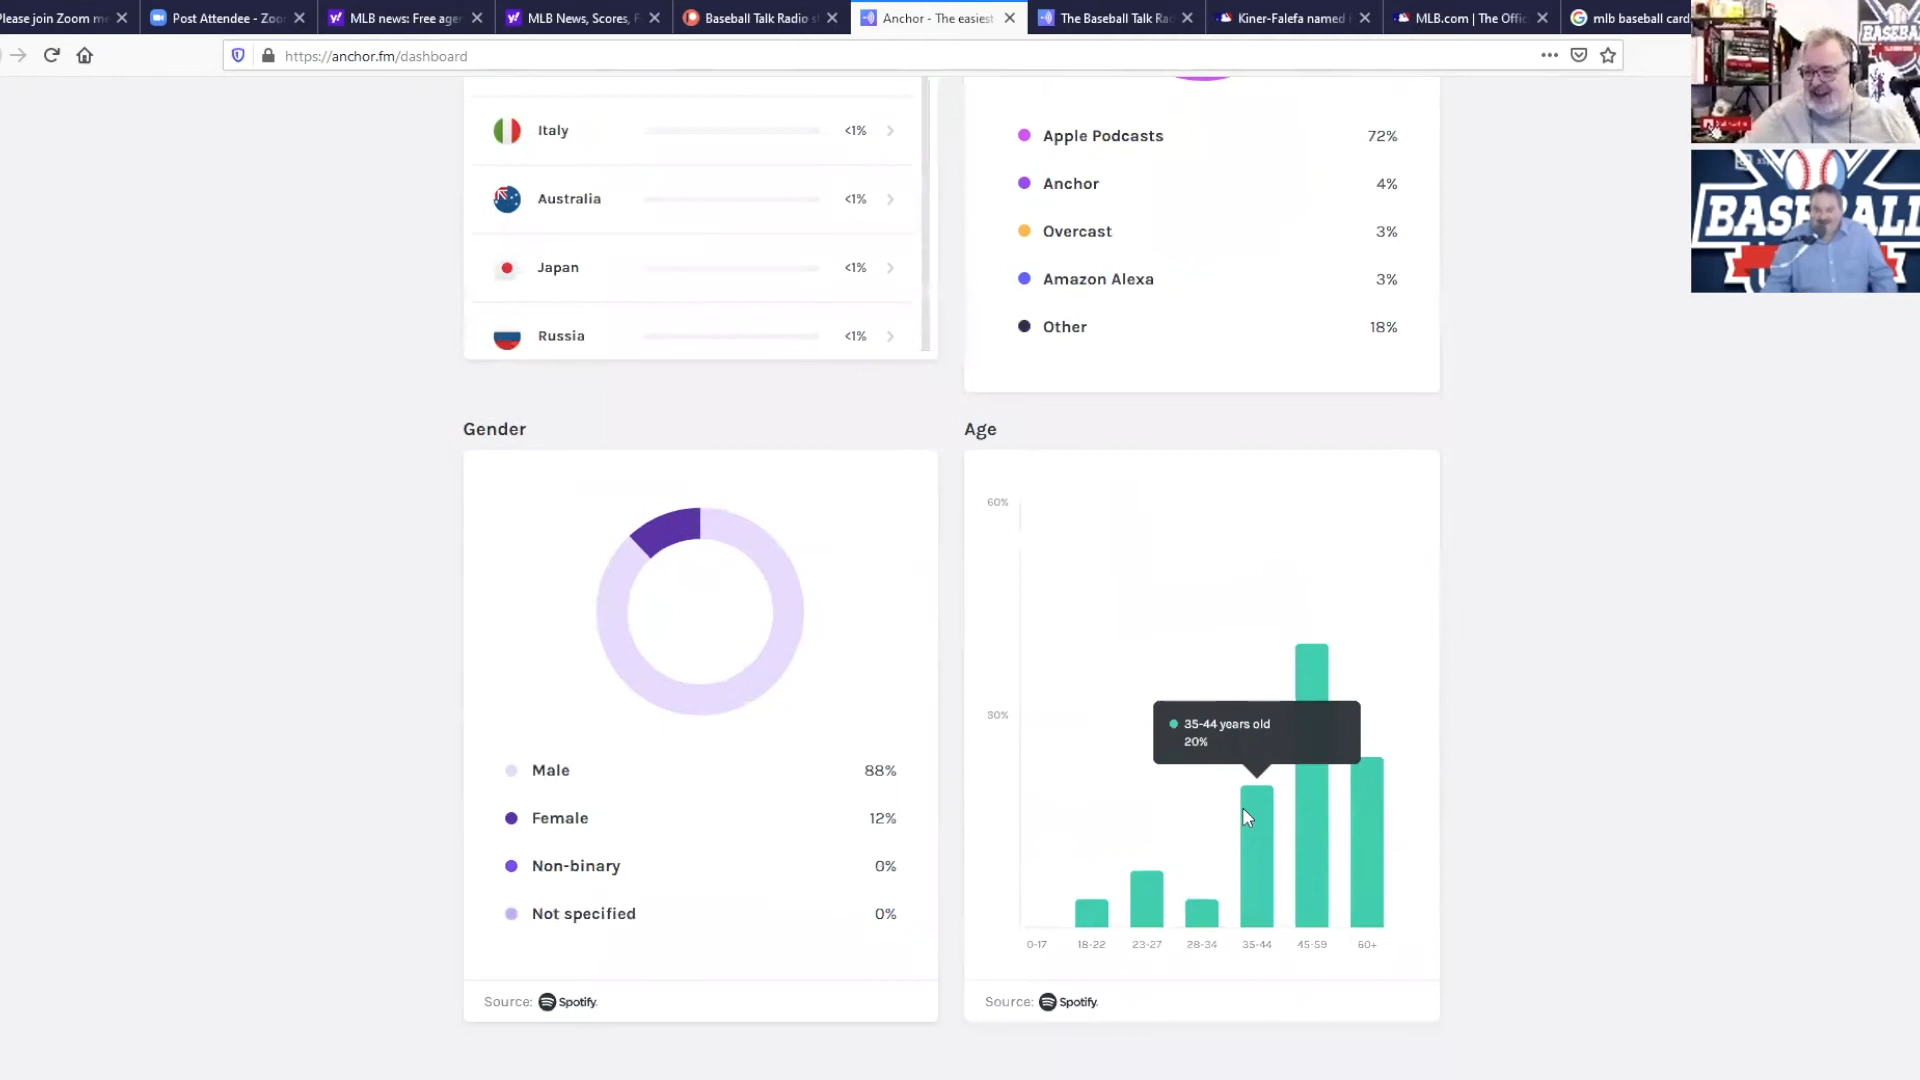 Please join Zoom me
Post Attendee - Zoo
MLB news: Free age
MLB News, Scores, F
Baseball Talk Radio s
Anchor - The easiest
The Baseball Talk Ra
Kiner-Falefa named
MLB.com | The Offic
mlb baseball card
https://anchor.fm/dashboard
Italy <1%
Australia <1%
Japan <1%
Russia <1%
Apple Podcasts 72%
Anchor 4%
Overcast 3%
Amazon Alexa 3%
Other 18%
BASEBALL
BASEBALL
Gender
Male 88%
Female 12%
Non-binary 0%
Not specified 0%
Source: Spotify
Age
60%
30%
35-44 years old
20%
0-17 18-22 23-27 28-34 35-44 45-59 60+
Source: Spotify